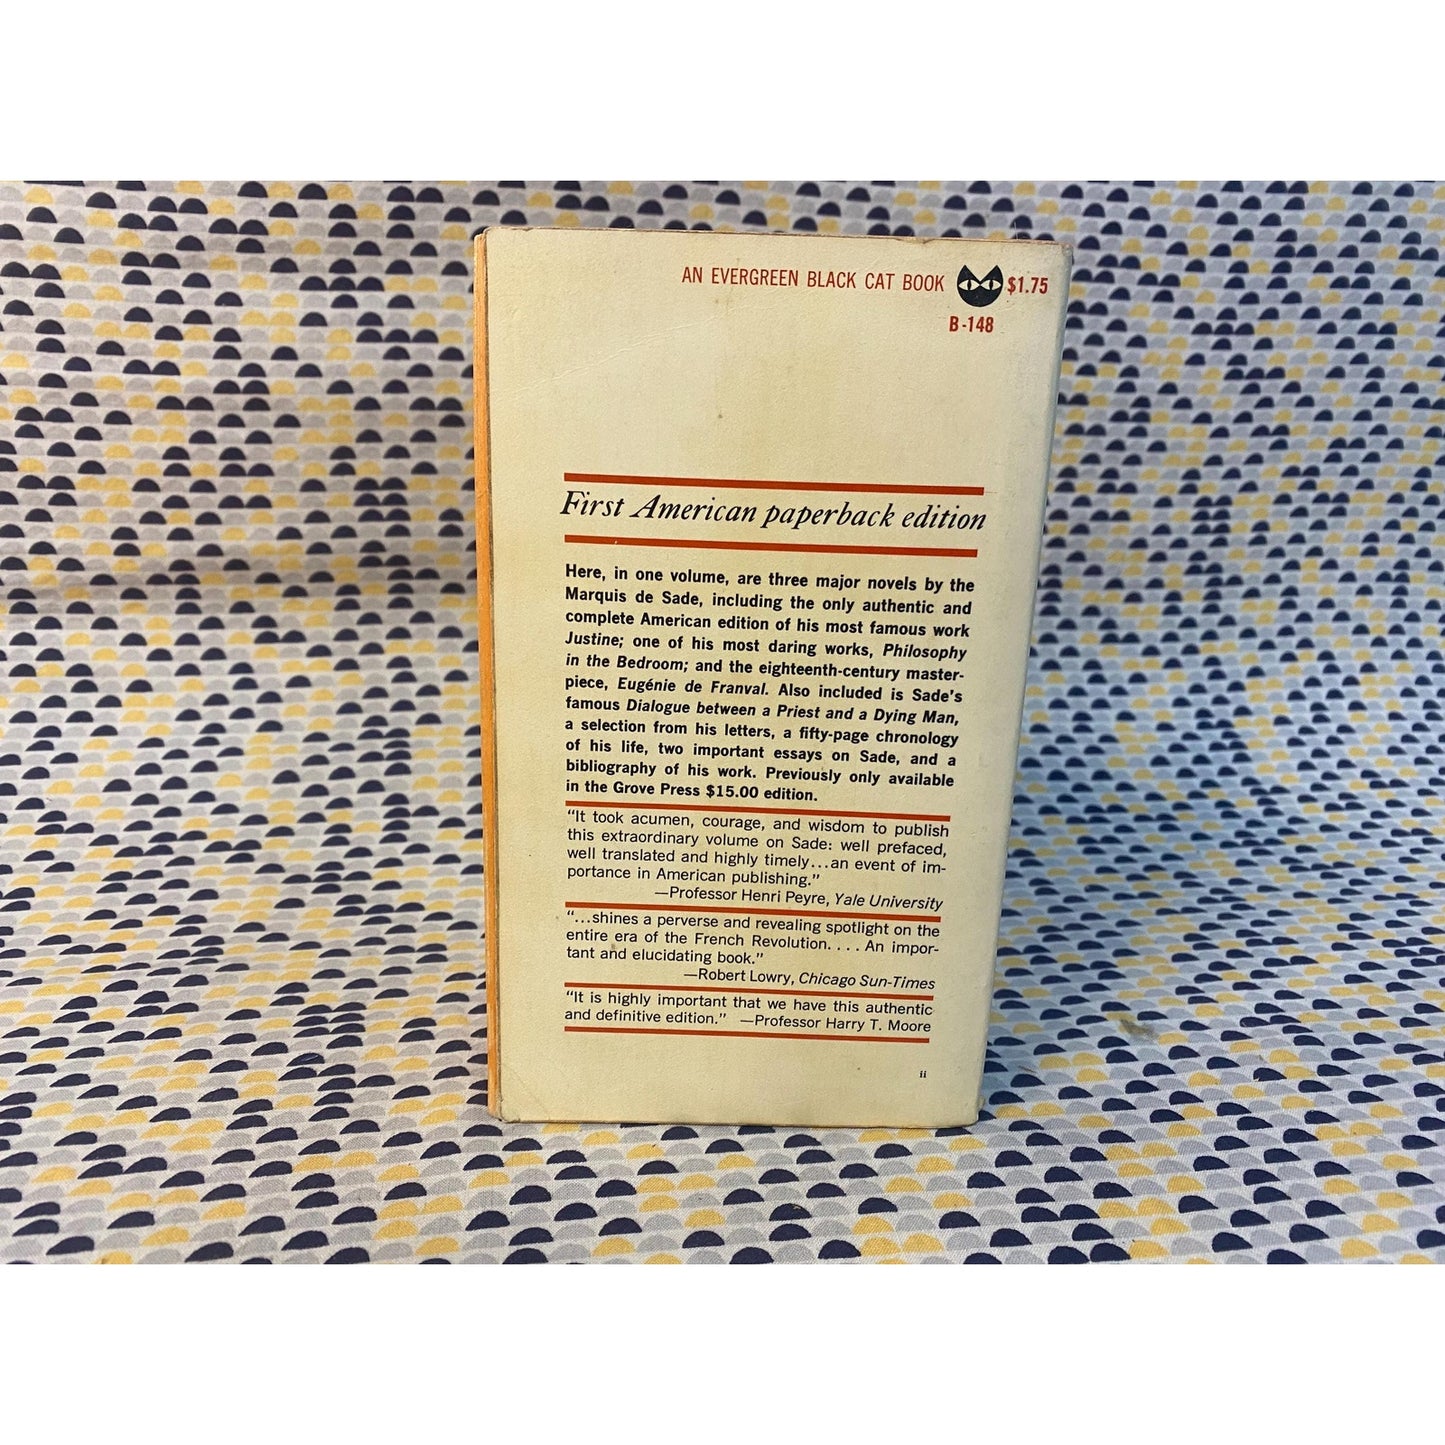 AN EVERGREEN BLACK CAT BOOK $1.75
B-148
First American paperback edition
Here, in one volume, are three major novels by the
Marquis de Sade, including the only authentic and
complete American edition of his most famous work
Justine; one of his most daring works, Philosophy
in the Bedroom; and the eighteenth-century master-
piece, Eugénie de Franval. Also included is Sade's
famous Dialogue between a Priest and a Dying Man,
a selection from his letters, a fifty-page chronology
of his life, two important essays on Sade, and a
bibliography of his work. Previously only available
in the Grove Press $15.00 edition.
"It took acumen, courage, and wisdom to publish
this extraordinary volume on Sade: well prefaced,
well translated and highly timely...an event of im-
portance in American publishing."
—Professor Henri Peyre, Yale University
"...shines a perverse and revealing spotlight on the
entire era of the French Revolution. . . . An impor-
tant and elucidating book."
—Robert Lowry, Chicago Sun-Times
"It is highly important that we have this authentic
and definitive edition." —Professor Harry T. Moore
ii